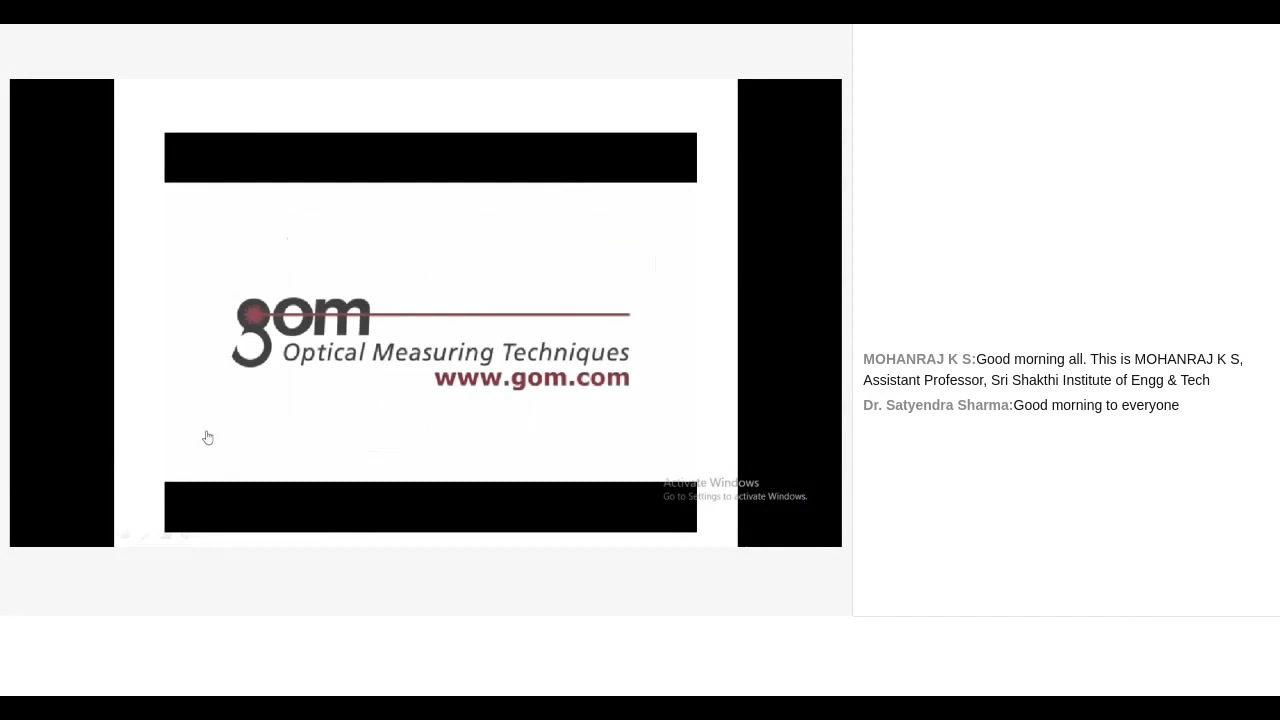 gom
Optical Measuring Techniques
www.gom.com
Activate Windows
Go to Settings to activate Windows.
MOHANRAJ K S:Good morning all. This is MOHANRAJ K S,
Assistant Professor, Sri Shakthi Institute of Engg & Tech
Dr. Satyendra Sharma:Good morning to everyone